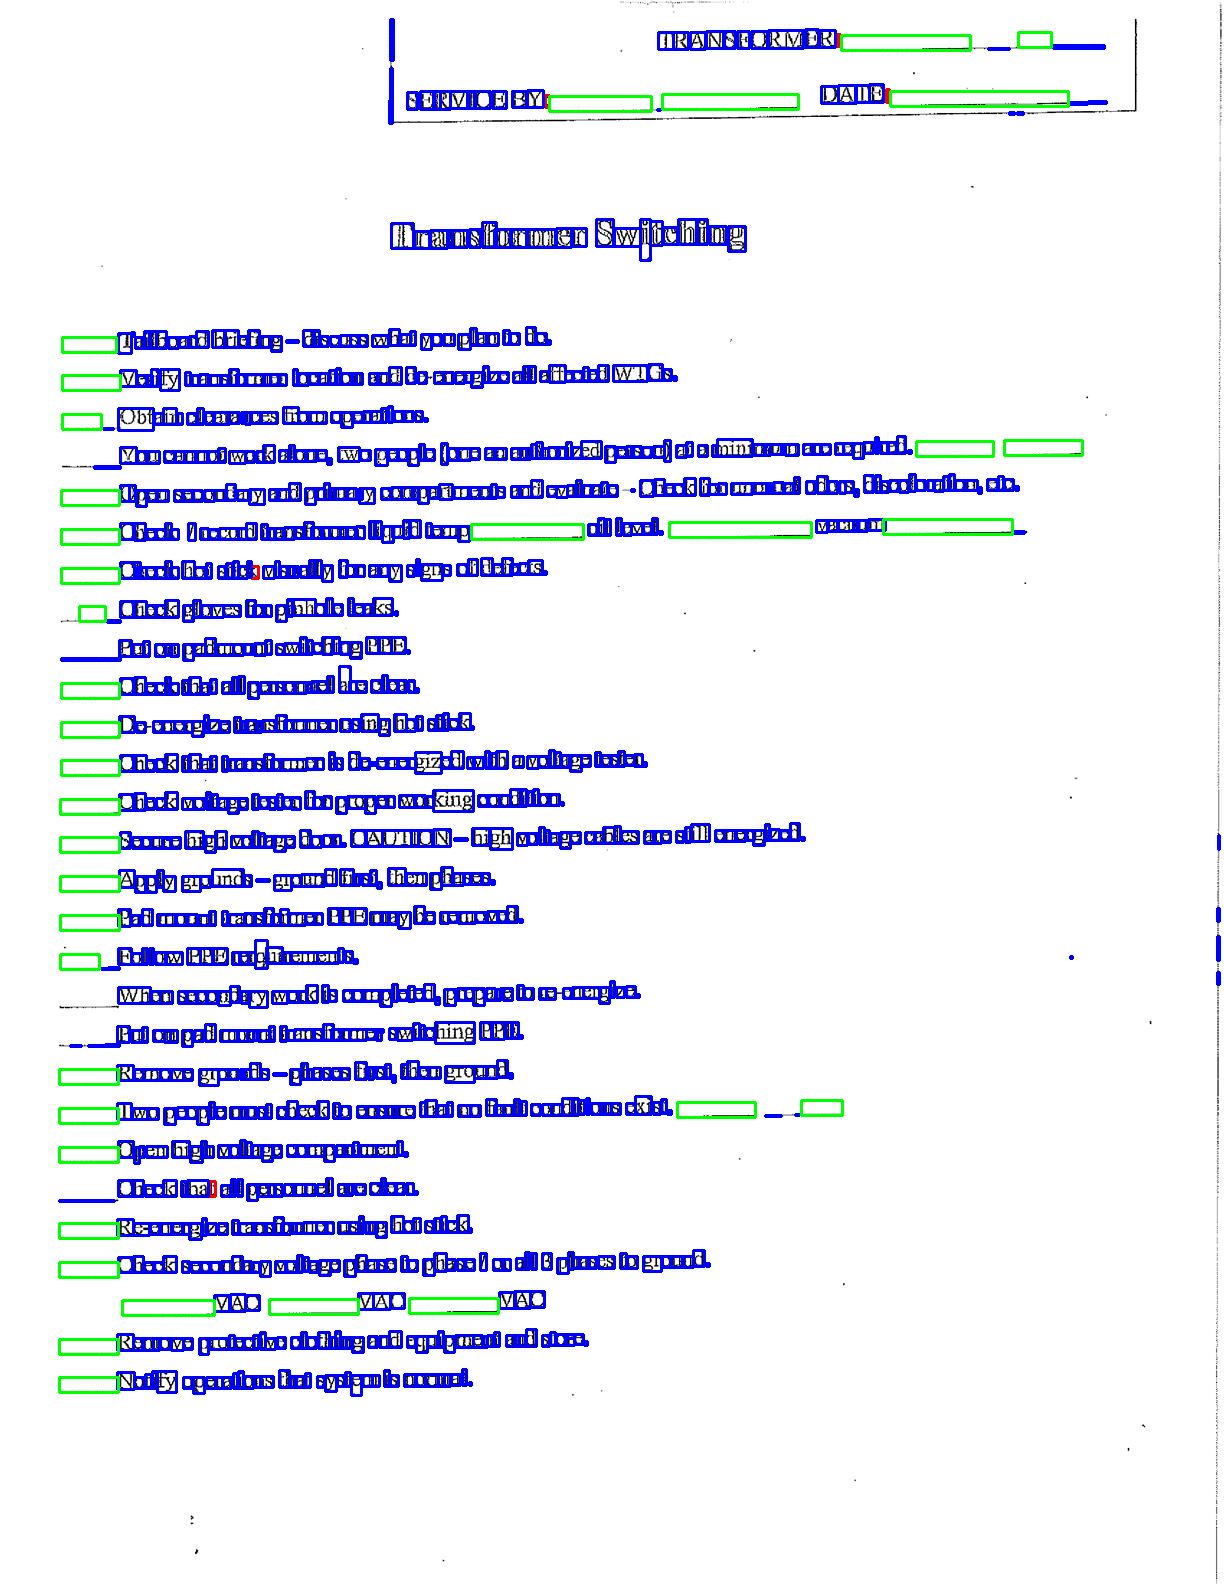 TRANSFORMER
SERVICE BY DATE
Transformer Switching
Tailboard briefing – discuss what you plan to do.
Verify transformer location and de-energize all affected WTGs.
Obtain clearances from operations.
You cannot work alone, two people (one an authorized person) at a minimum are required.
Open secondary and primary compartments and evaluate - Check for unusual odors, discoloration, etc.
Check / record transformer liquid temp oil level. vacuum
Check hot stick visually for any signs of defects.
Check gloves for pinhole leaks.
Put on padmount switching PPE.
Check that all personnel are clear.
De-energize transformer using hot stick.
Check that transformer is de-energized with a voltage tester.
Check voltage tester for proper working condition.
Secure high voltage door. CAUTION – high voltage cables are still energized.
Apply grounds – ground first, then phases.
Pad mount transformer PPE may be removed.
Follow PPE requirements.
When secondary work is completed, prepare to re-energize.
Put on pad mount transformer switching PPE.
Remove grounds – phases first, then ground.
Two people must check to ensure that no fault conditions exist.
Open high voltage compartment.
Check that all personnel are clear.
Re-energize transformer using hot stick.
Check secondary voltage phase to phase / or all 3 phases to ground.
VAC VAC VAC
Remove protective clothing and equipment and store.
Notify operations that system is normal.